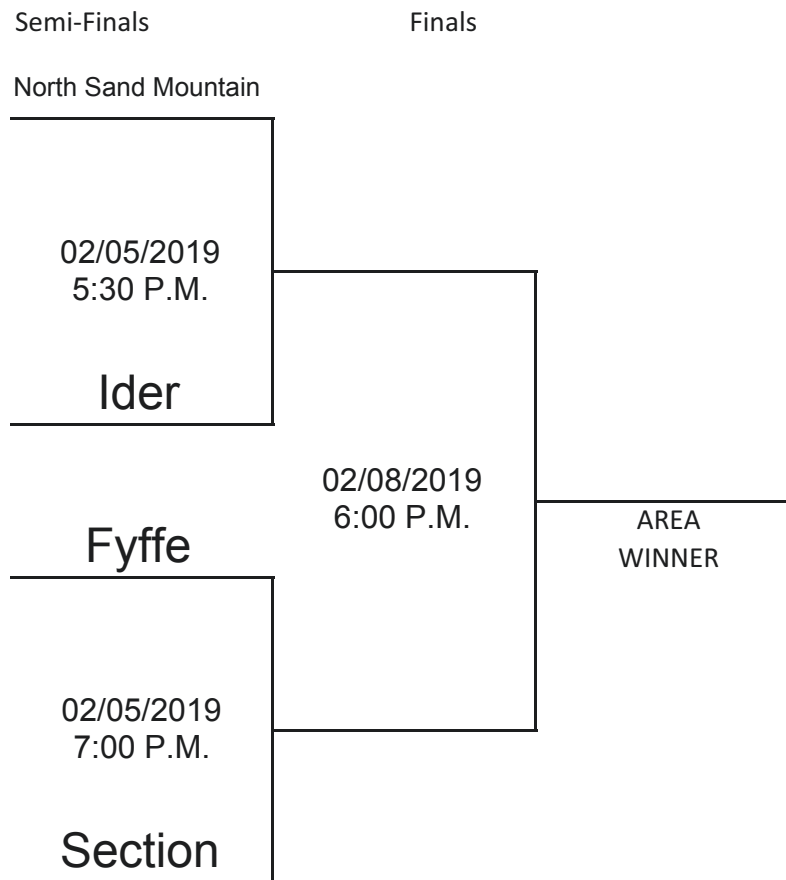 Semi-Finals
Finals
North Sand Mountain
02/05/2019
5:30 P.M.
Ider
02/08/2019
6:00 P.M.
AREA
WINNER
Fyffe
02/05/2019
7:00 P.M.
Section